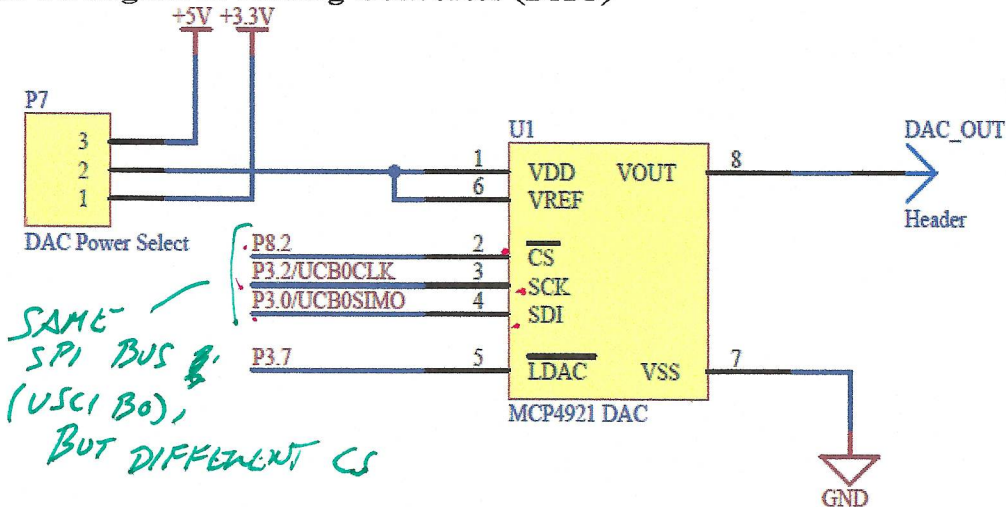 (DAC)
+5V +3.3V
P7
3
2
1
DAC Power Select
U1
1 VDD VOUT 8
6 VREF
DAC_OUT
Header
P8.2 2 CS
P3.2/UCB0CLK 3 SCK
P3.0/UCB0SIMO 4 SDI
P3.7 5 LDAC VSS 7
MCP4921 DAC
GND
SAME
SPI BUS
(USCI B0),
BUT DIFFERENT CS